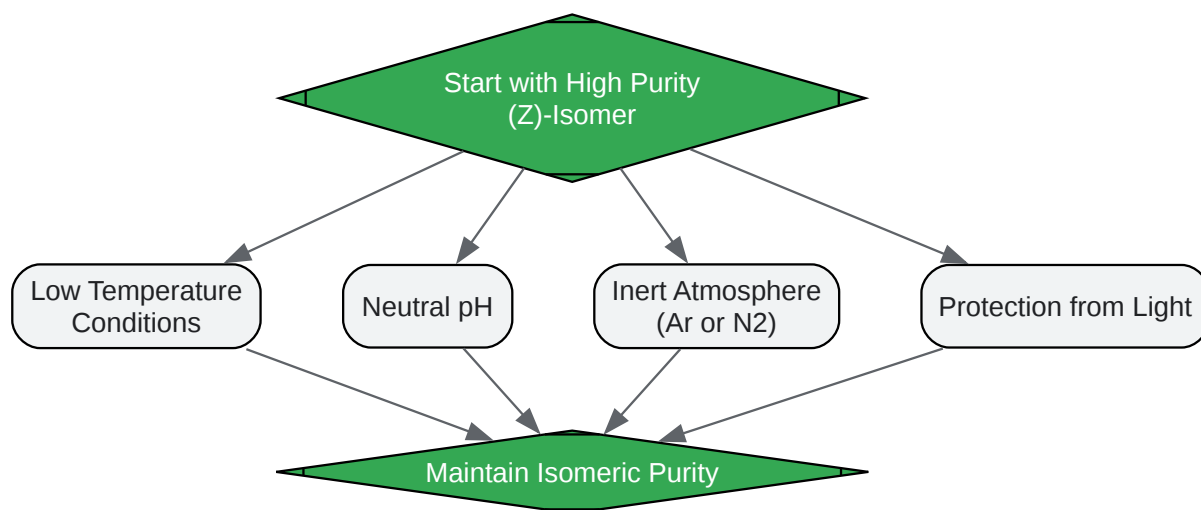 Start with High Purity
(Z)-Isomer
Low Temperature
Conditions
Neutral pH
Inert Atmosphere
(Ar or N2)
Protection from Light
Maintain Isomeric Purity